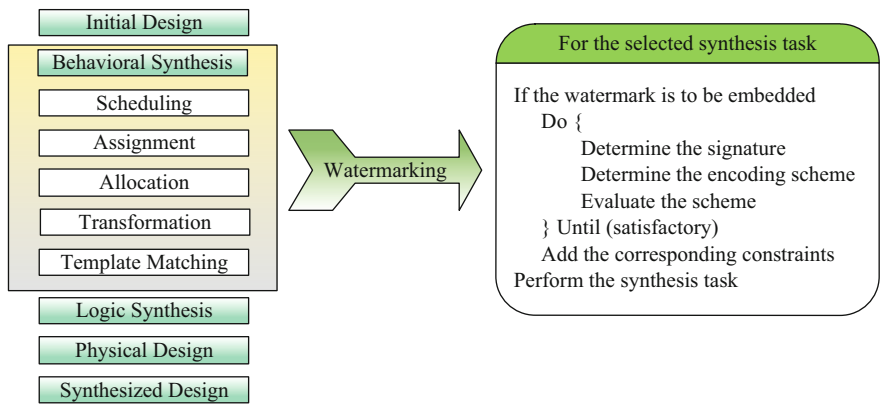 Initial Design
Behavioral Synthesis
Scheduling
Assignment
Allocation
Transformation
Template Matching
Logic Synthesis
Physical Design
Synthesized Design
Watermarking
For the selected synthesis task
If the watermark is to be embedded
Do {
Determine the signature
Determine the encoding scheme
Evaluate the scheme
} Until (satisfactory)
Add the corresponding constraints
Perform the synthesis task